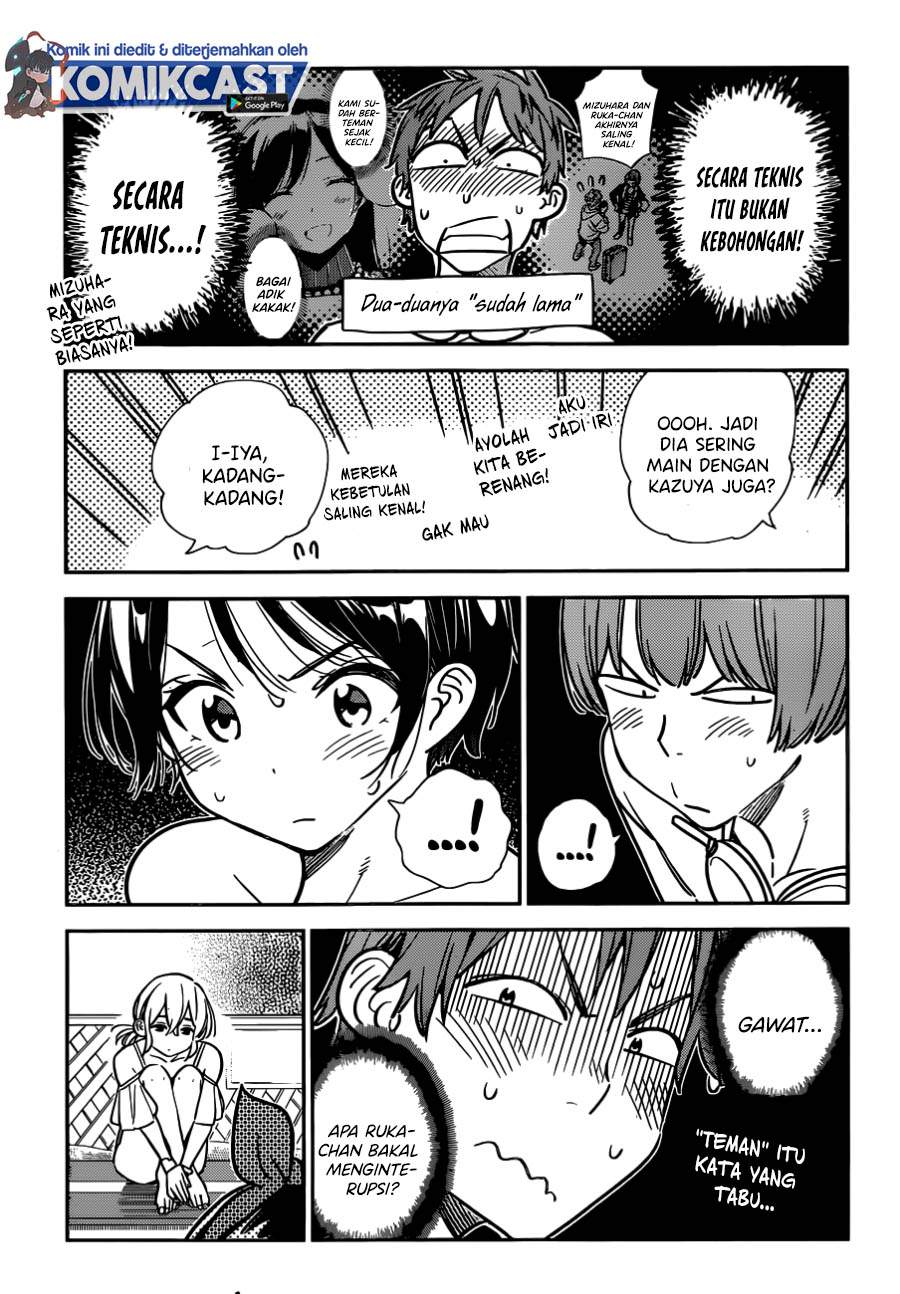 Komik ini diedit & diterjemahkan oleh
KOMIKCAST
GET IT ON
Google Play
SECARA TEKNIS
ITU BUKAN
KEBOHONGAN!
MIZUHARA DAN
RUKA-CHAN
AKHIRNYA
SALING
KENAL!
KAMI SU-
DAH BER-
TEMAN
SEJAK
KECIL!
BAGAI
ADIK
KAKAK!
Dua-duanya "sudah lama"
SECARA
TEKNIS...!
MIZUHA-
RA YANG
SEPERTI
BIASANYA!
OOOH. JADI
DIA SERING
MAIN DENGAN
KAZUYA JUGA?
AKU
JADI IRI
AYOLAH
KITA BE-
RENANG!
GAK MAU
MEREKA
KEBETULAN
SALING KENAL!
I-IYA,
KADANG-
KADANG!
....!
....!
GAWAT...
"TEMAN" ITU
KATA YANG
TABU...
APA RUKA-
CHAN BAKAL
MENGINTE-
RUPSI?